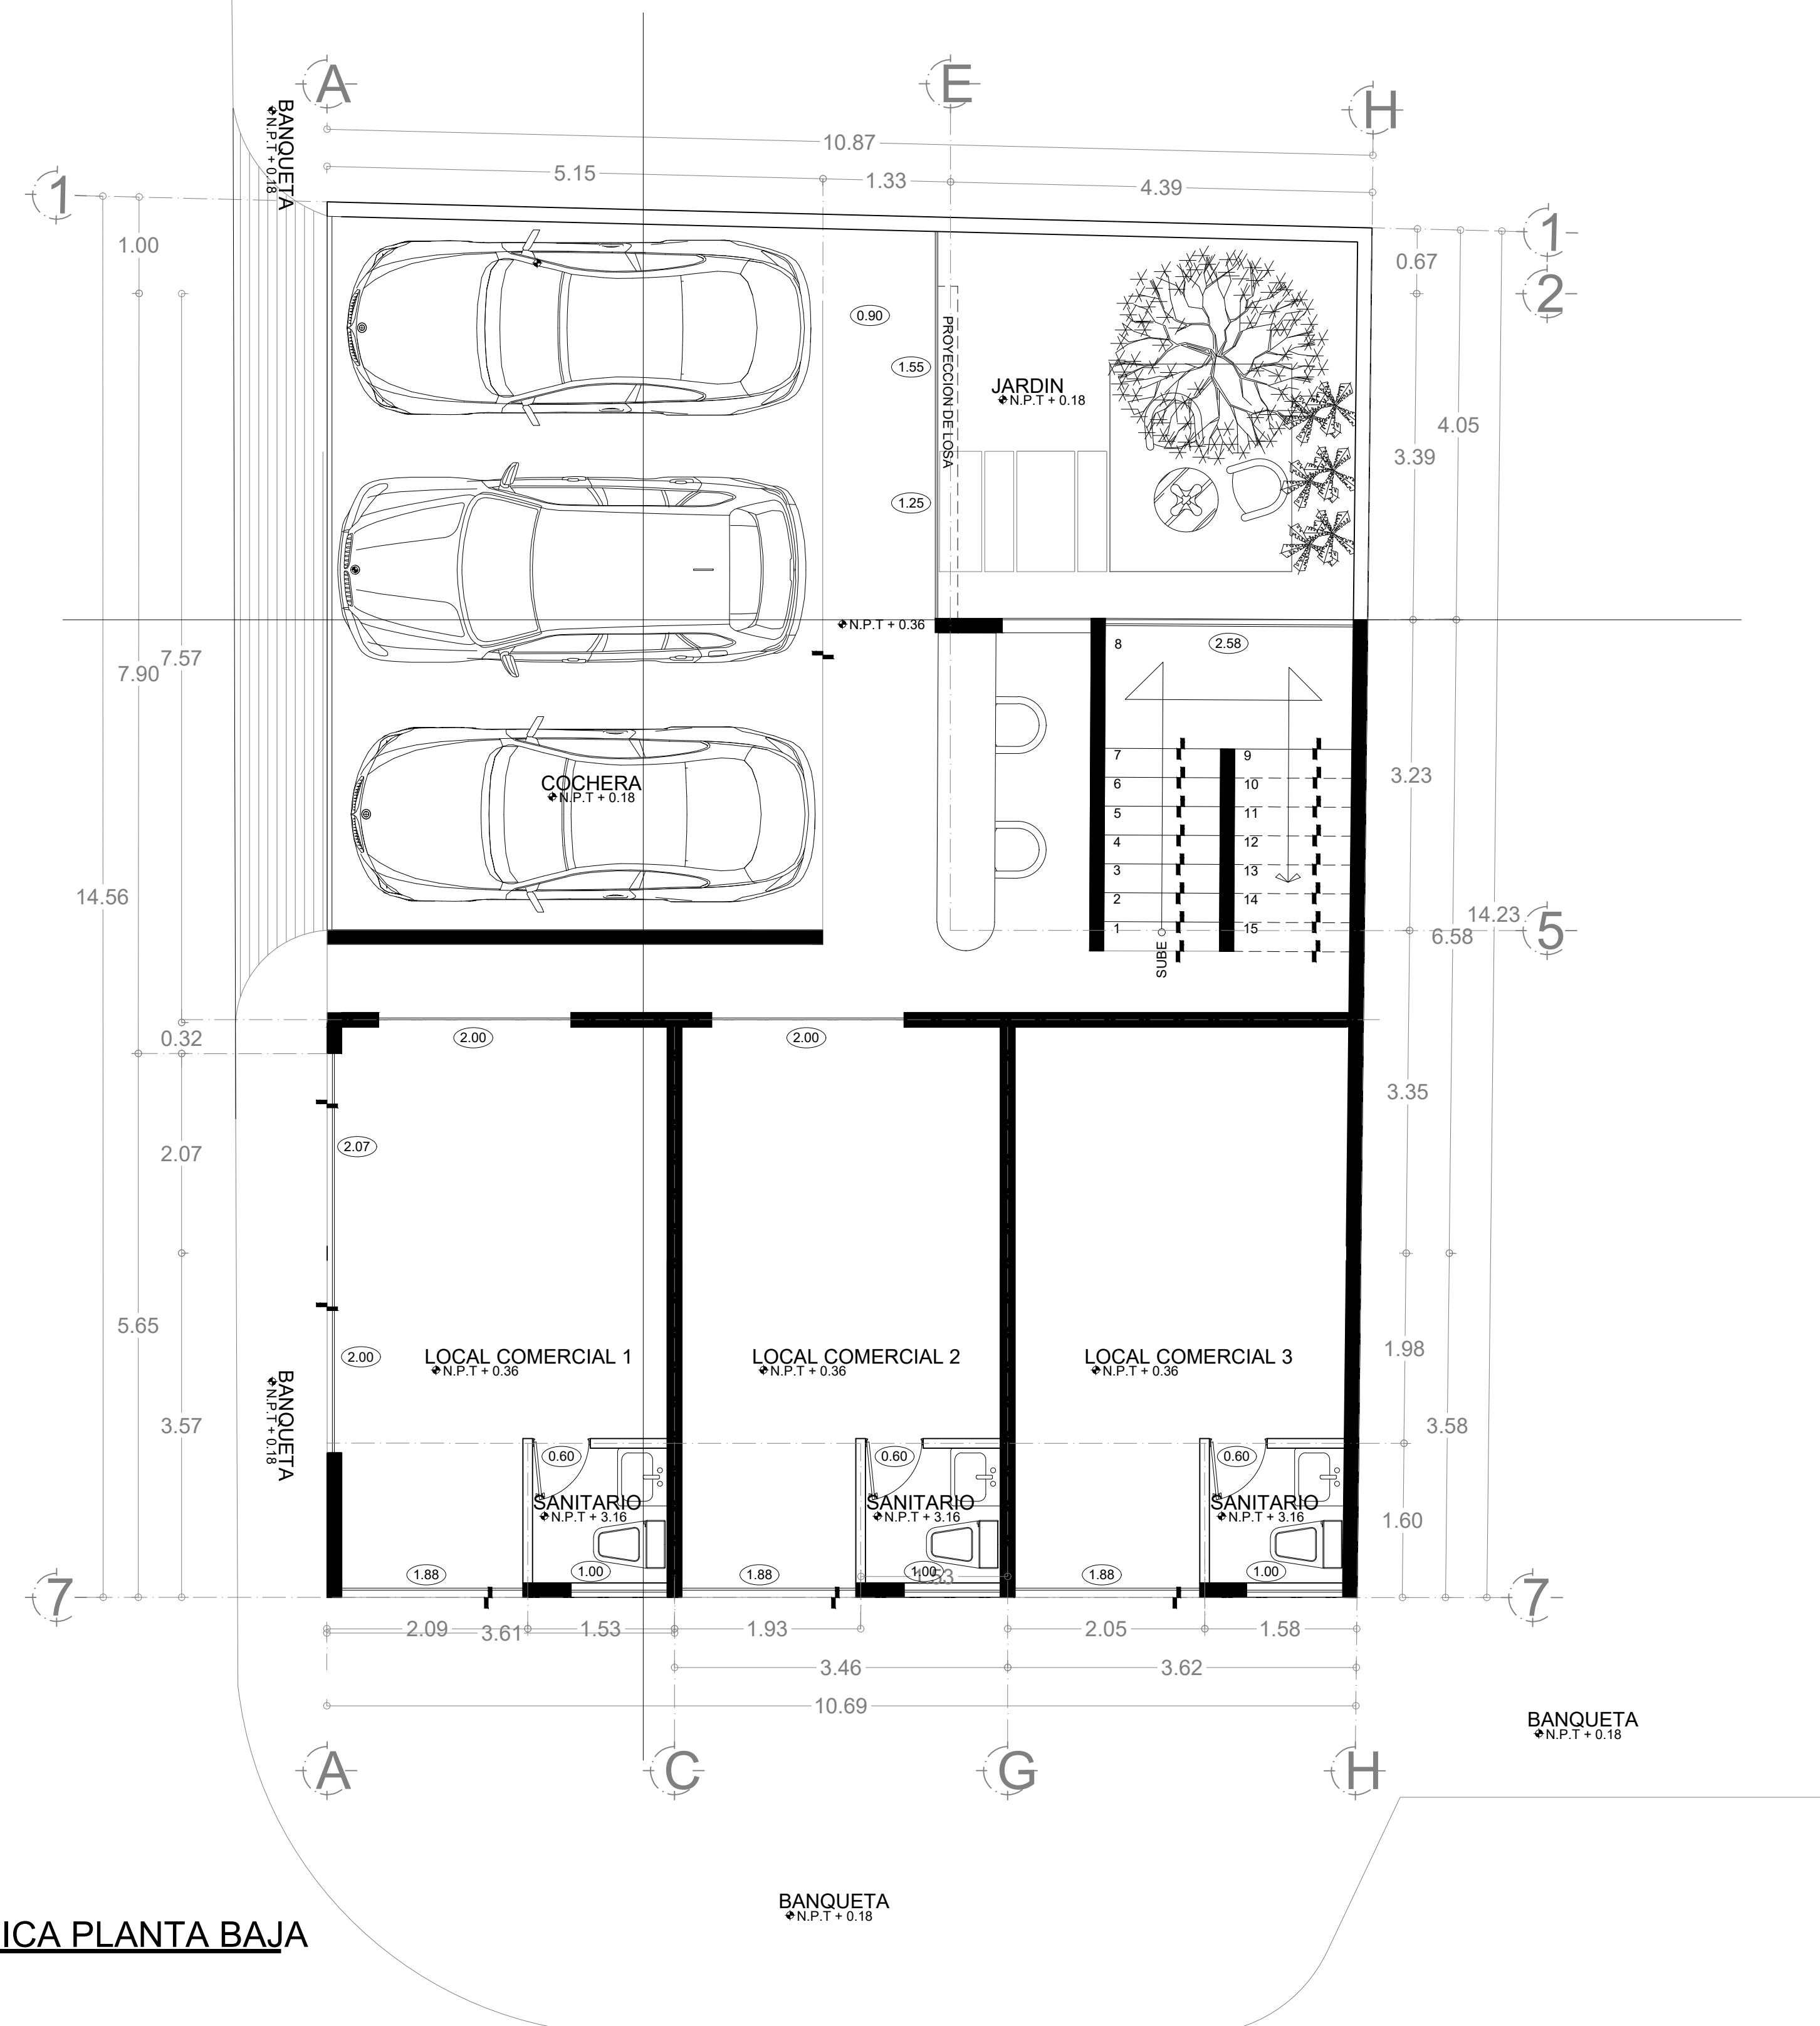 A
E
H
BANQUETA
N.P.T + 0.18
10.87
5.15
1.33
4.39
1
1
2
1.00
0.67
0.90
1.55
1.25
PROYECCION DE LOSA
JARDIN
N.P.T + 0.18
4.05
3.39
N.P.T + 0.36
8
2.58
7.57
7.90
7
9
6
10
5
11
4
12
3
13
2
14
1
15
SUBE
COCHERA
N.P.T + 0.18
3.23
14.56
14.23
6.58
5
0.32
2.00
2.00
3.35
2.07
2.07
5.65
2.00
LOCAL COMERCIAL 1
N.P.T + 0.36
LOCAL COMERCIAL 2
N.P.T + 0.36
LOCAL COMERCIAL 3
N.P.T + 0.36
1.98
3.57
BANQUETA
N.P.T + 0.18
3.58
0.60
0.60
0.60
SANITARIO
N.P.T + 3.16
SANITARIO
N.P.T + 3.16
SANITARIO
N.P.T + 3.16
1.60
1.88
1.00
1.88
1.00
1.53
1.88
1.00
7
7
2.09
3.61
1.53
1.93
2.05
1.58
3.46
3.62
10.69
BANQUETA
N.P.T + 0.18
A
C
G
H
BANQUETA
N.P.T + 0.18
ICA PLANTA BAJA